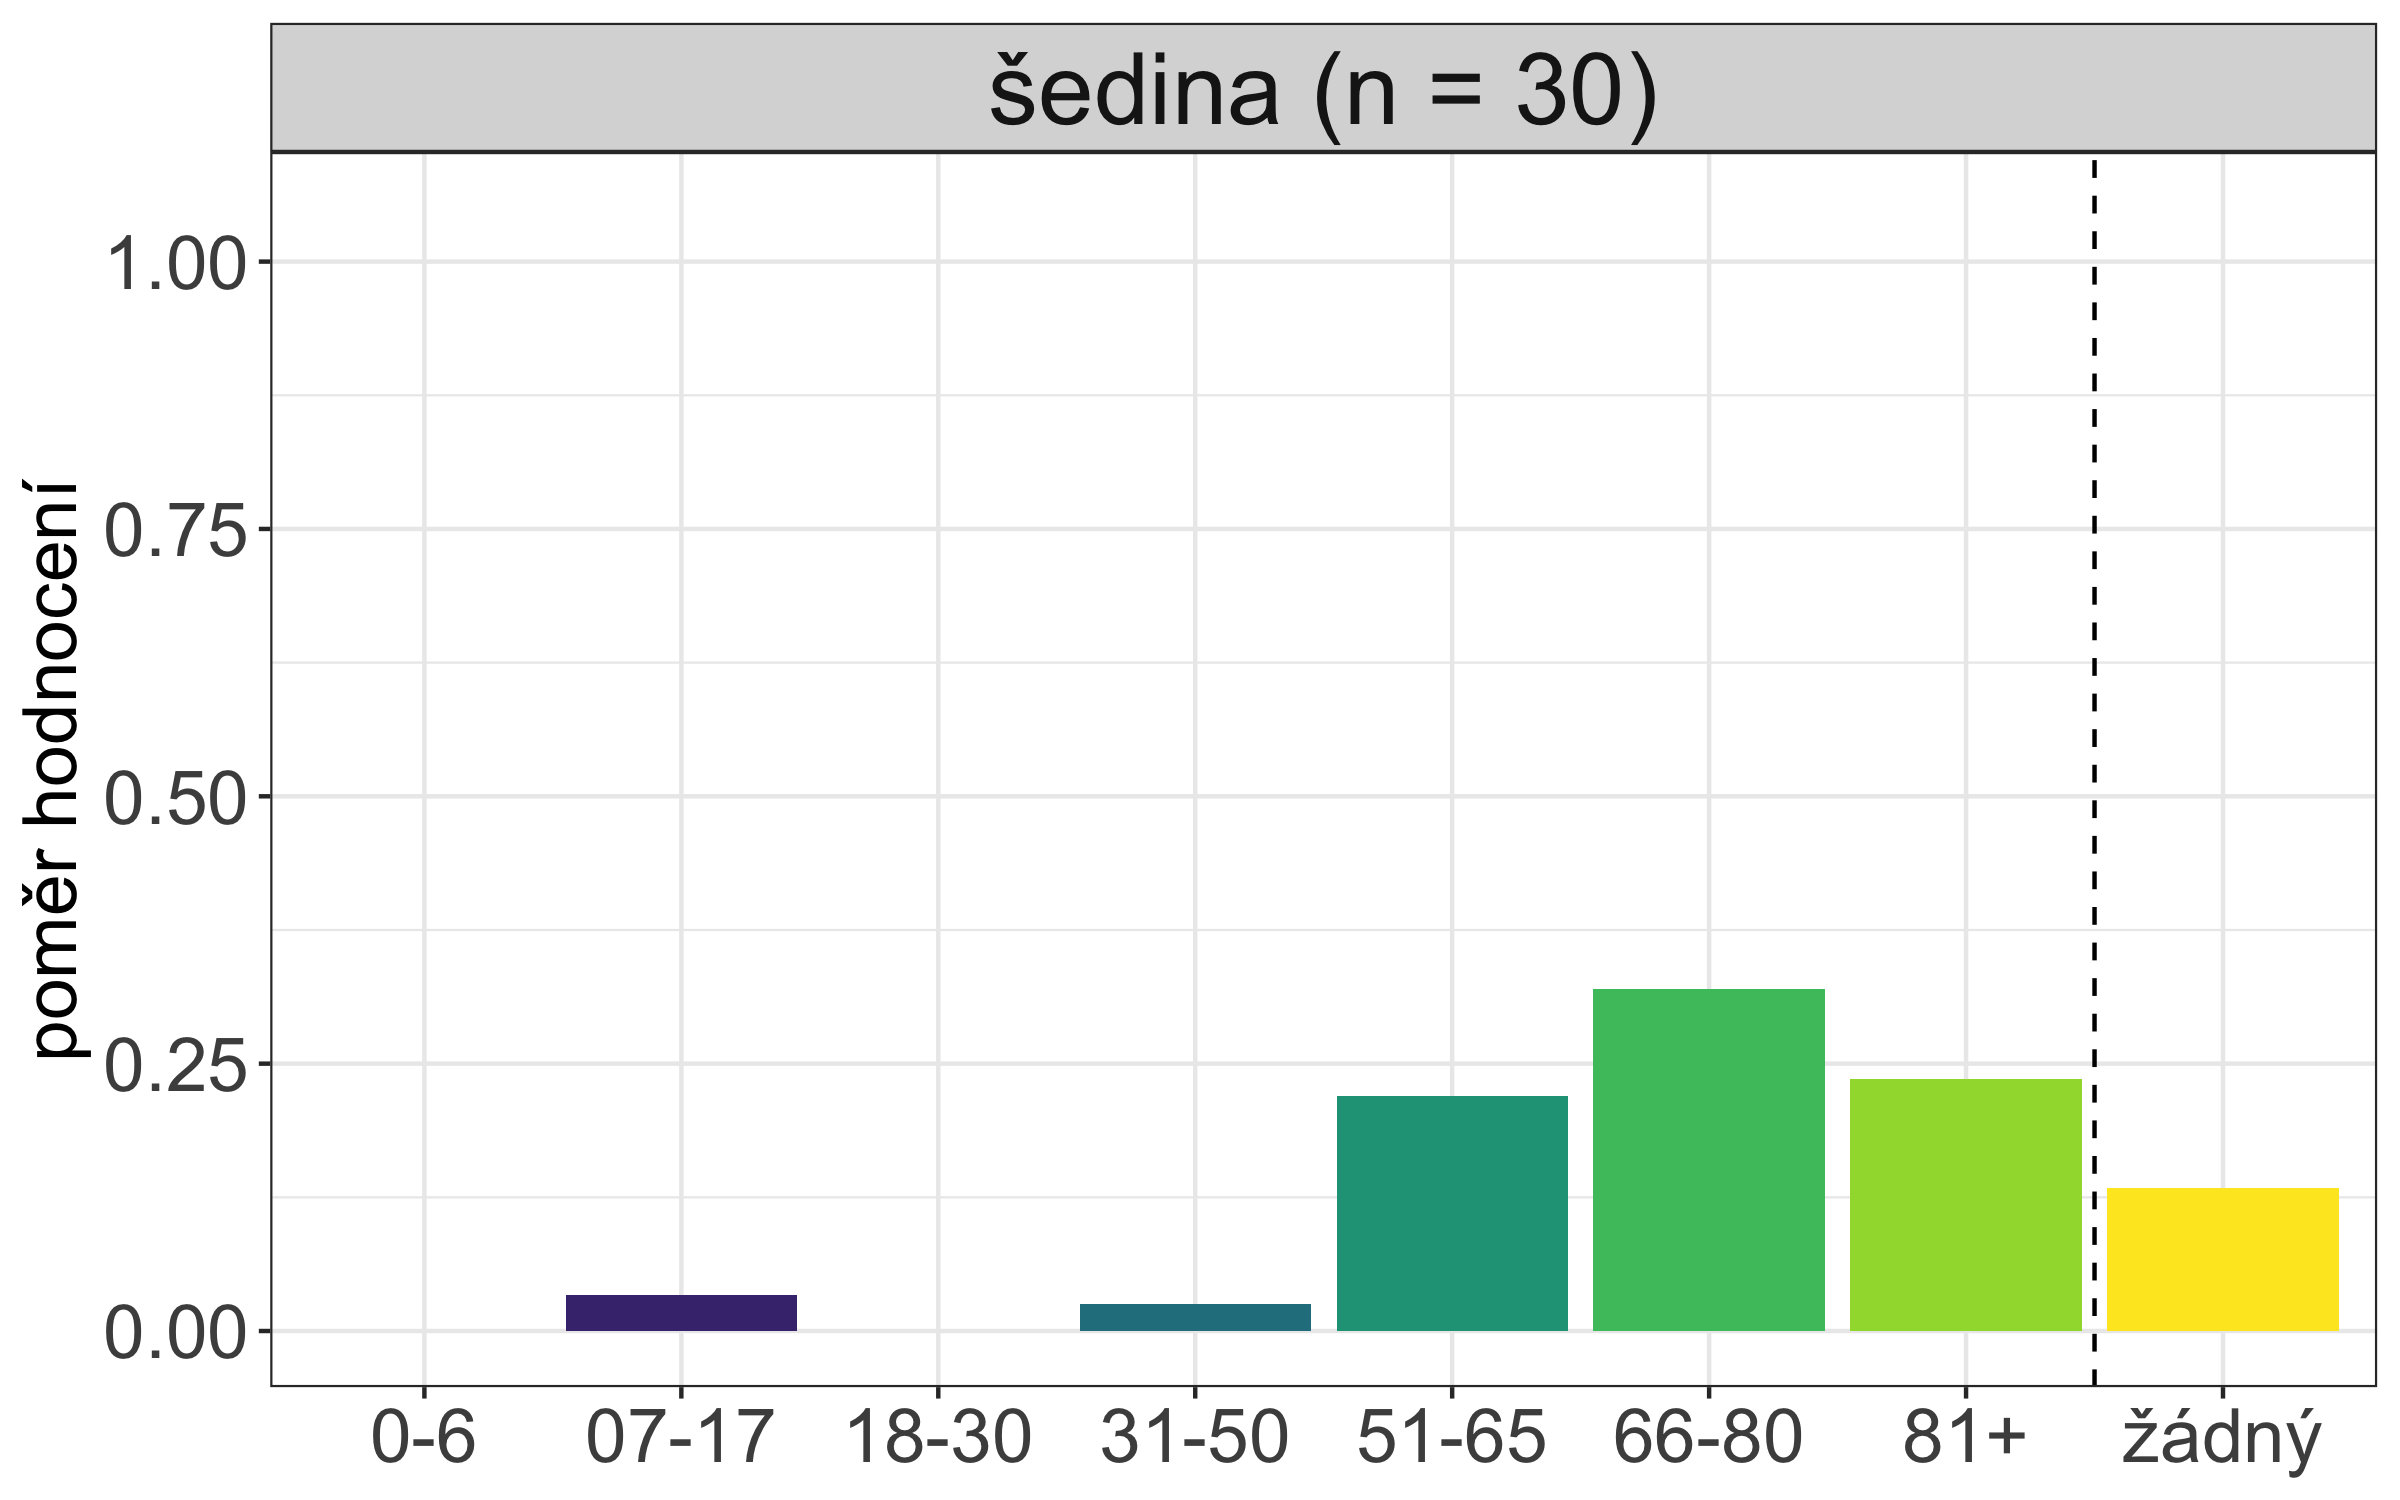 šedina (n = 30)
poměr hodnocení
1.00
0.75
0.50
0.25
0.00
0-6 07-17 18-30 31-50 51-65 66-80 81+ žádný